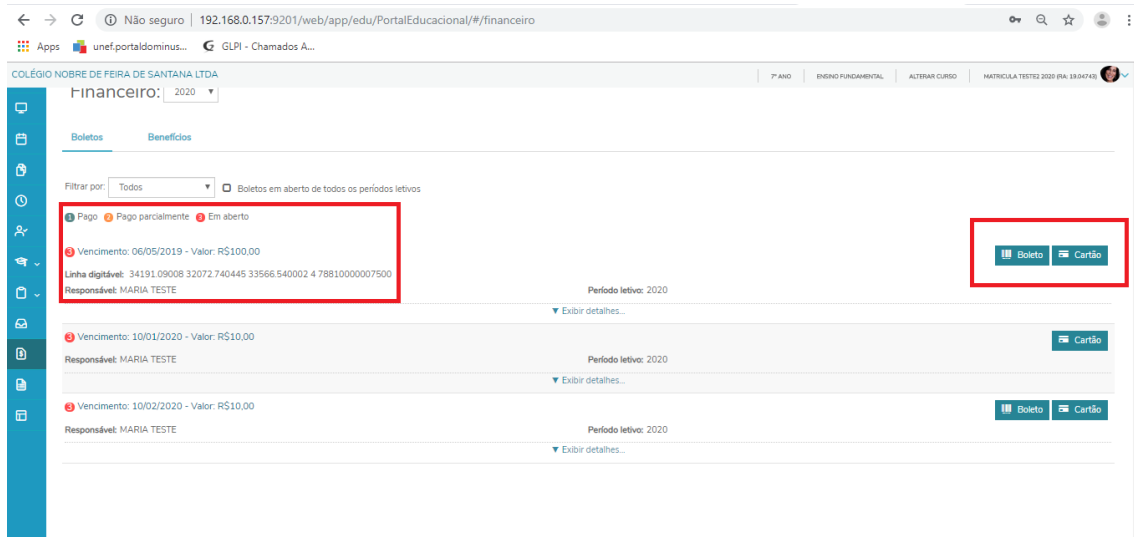 Não seguro | 192.168.0.157:9201/web/app/edu/PortalEducacional/#/financeiro
Apps unef.portaldominus... GLPI - Chamados A...
COLÉGIO NOBRE DE FEIRA DE SANTANA LTDA 7º ANO ENSINO FUNDAMENTAL ALTERAR CURSO MATRICULA TESTE2 2020 (RA: 19.04743)
Financeiro: 2020
Boletos Benefícios
Filtrar por: Todos Boletos em aberto de todos os períodos letivos
1 Pago 2 Pago parcialmente 3 Em aberto
3 Vencimento: 06/05/2019 - Valor: R$100,00 Boleto Cartão
Linha digitável: 34191.09008 32072.740445 33566.540002 4 78810000007500
Responsável: MARIA TESTE Período letivo: 2020
▼ Exibir detalhes...
3 Vencimento: 10/01/2020 - Valor: R$10,00 Cartão
Responsável: MARIA TESTE Período letivo: 2020
▼ Exibir detalhes...
3 Vencimento: 10/02/2020 - Valor: R$10,00 Boleto Cartão
Responsável: MARIA TESTE Período letivo: 2020
▼ Exibir detalhes...